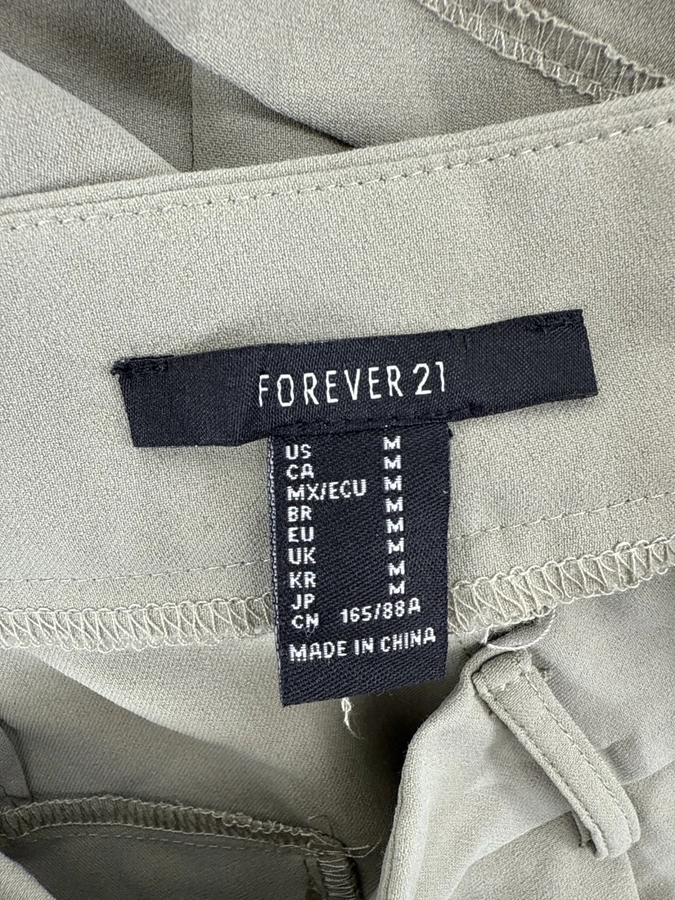 FOREVER 21
US M
CA M
MX/ECU M
BR M
EU M
UK M
KR M
JP M
CN 165/88A
MADE IN CHINA